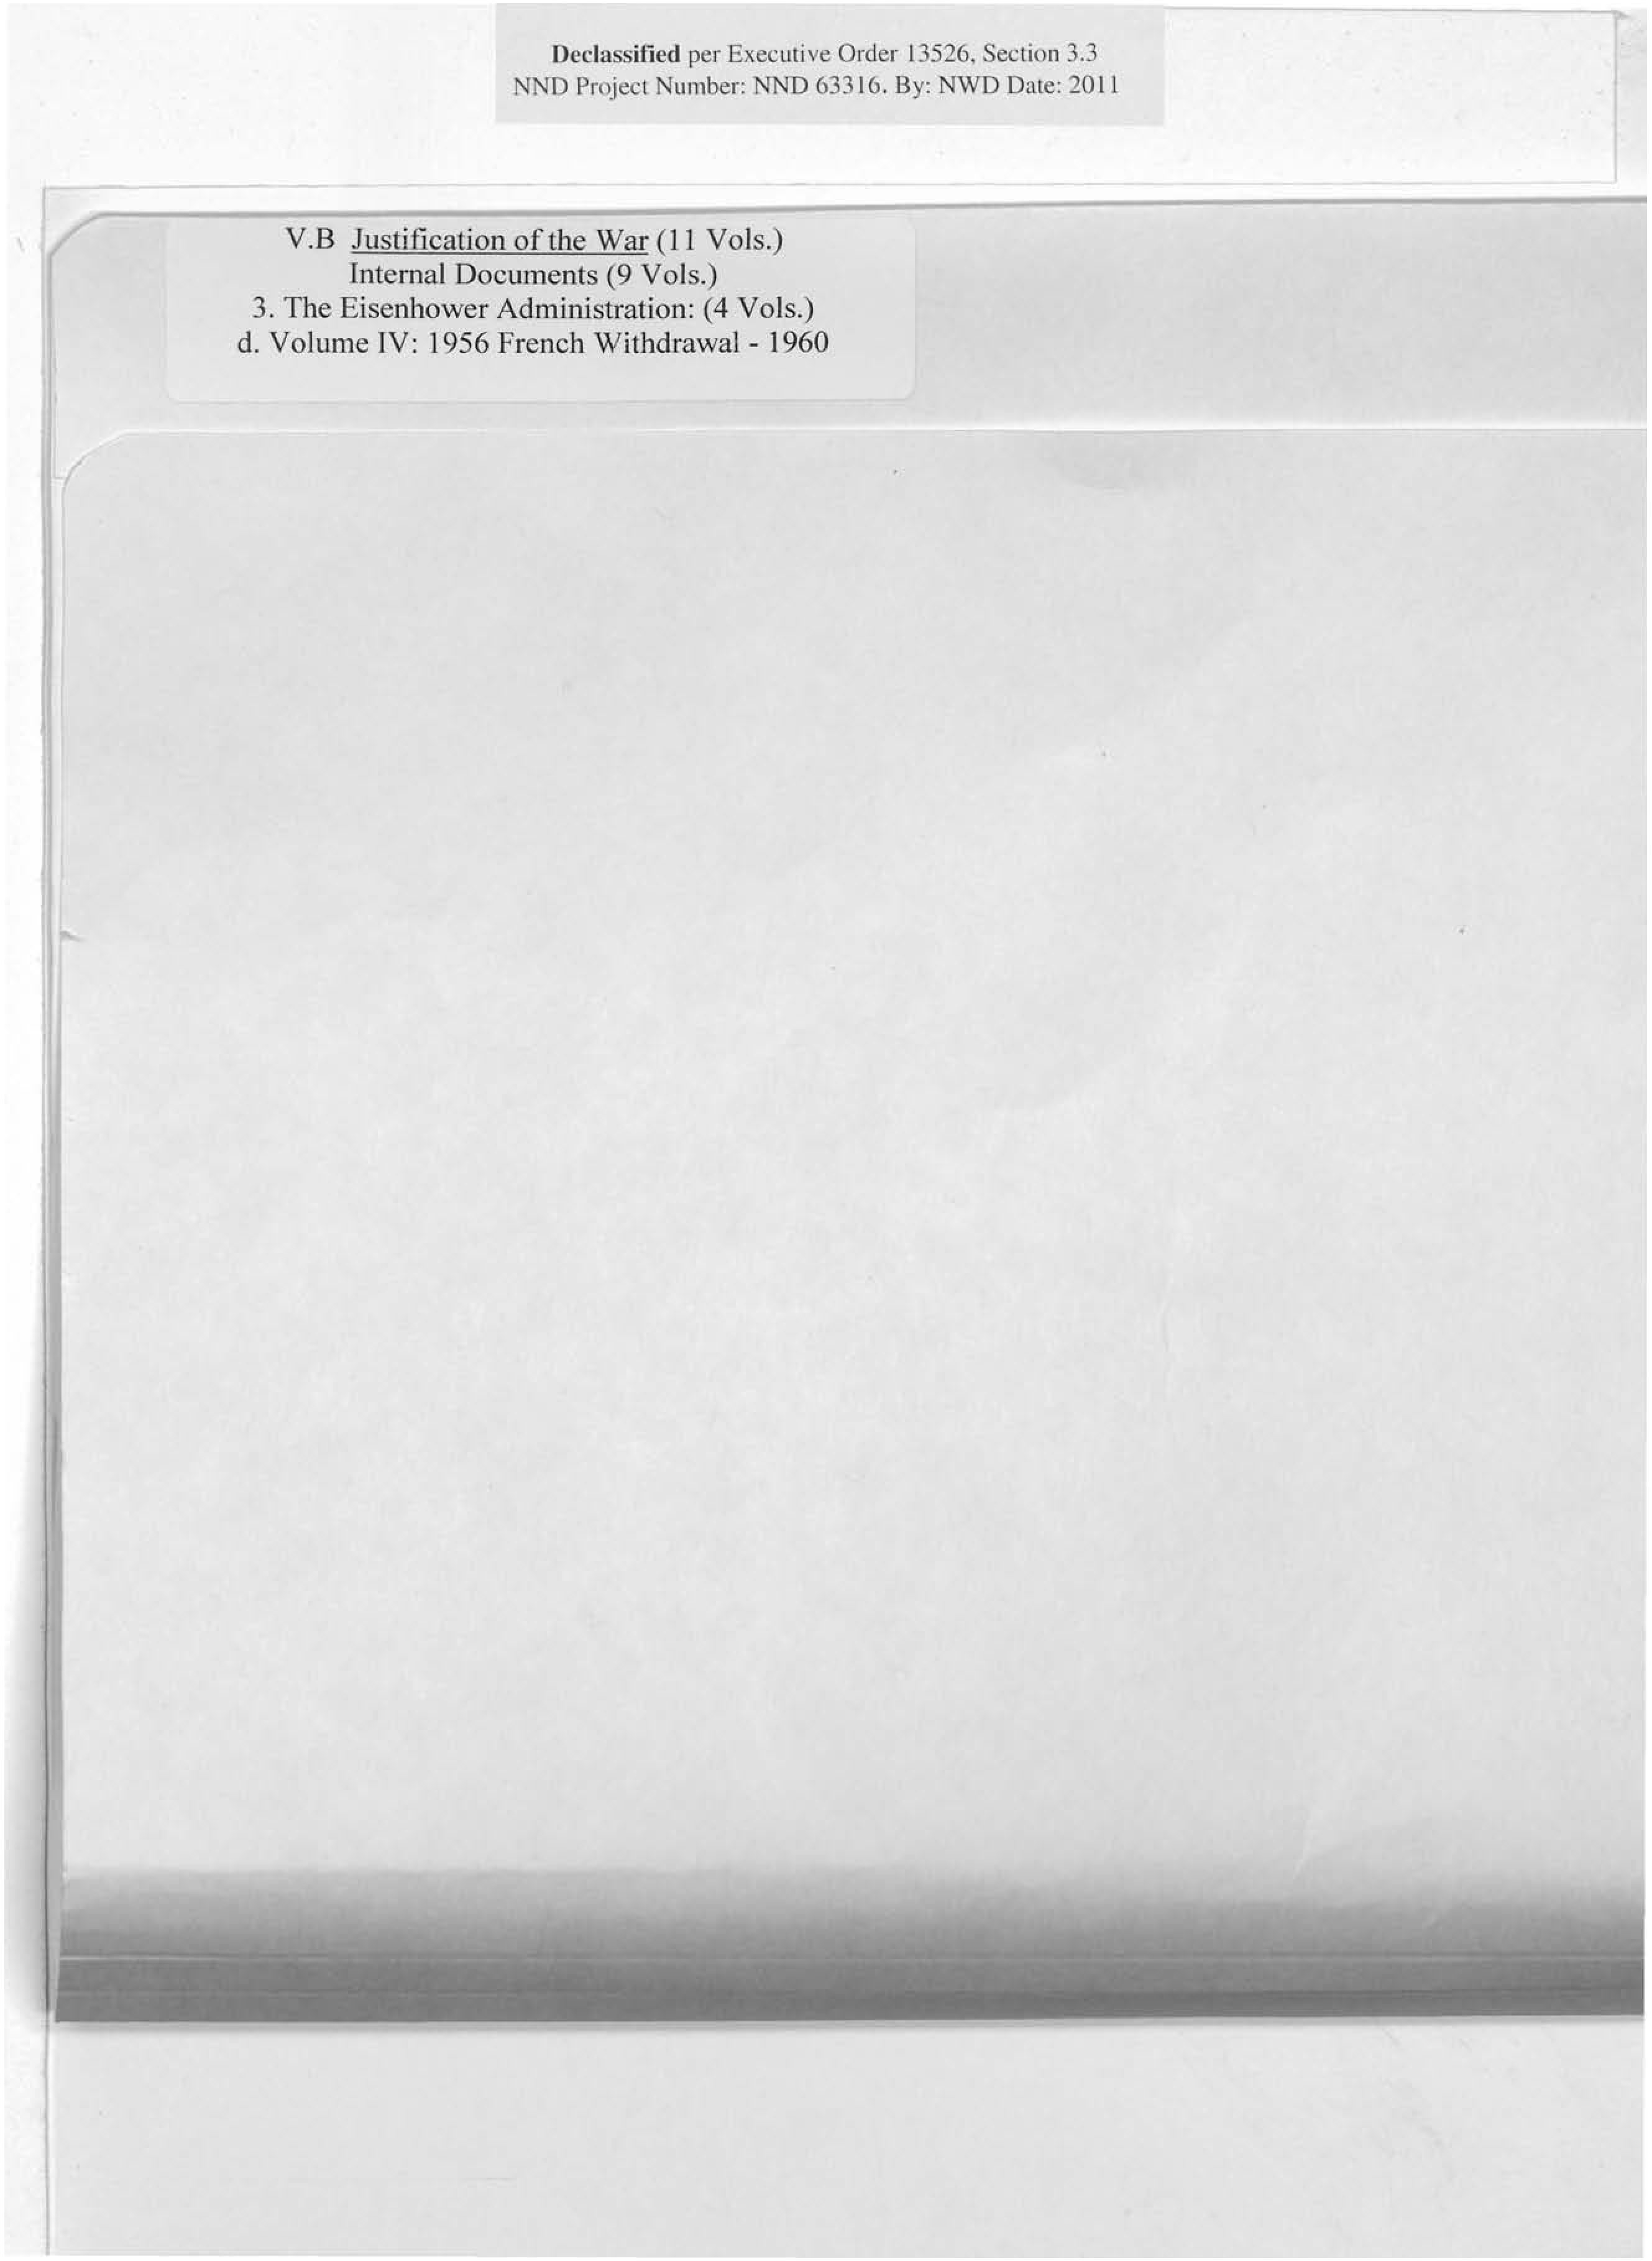 Declassified per Executive Order 13526, Section 3.3
NND Project Number: NND 63316. By: NWD Date: 2011
V.B Justification of the War (11 Vols.)
Internal Documents (9 Vols.)
3. The Eisenhower Administration: (4 Vols.)
d. Volume IV: 1956 French Withdrawal - 1960